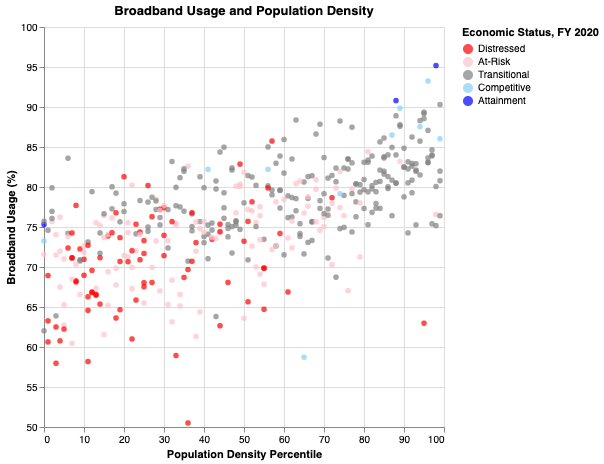 Broadband Usage and Population Density
Economic Status, FY 2020
Distressed
At-Risk
Transitional
Competitive
Attainment
Broadband Usage (%)
100
95
90
85
80
75
70
65
60
55
50
0 10 20 30 40 50 60 70 80 90 100
Population Density Percentile